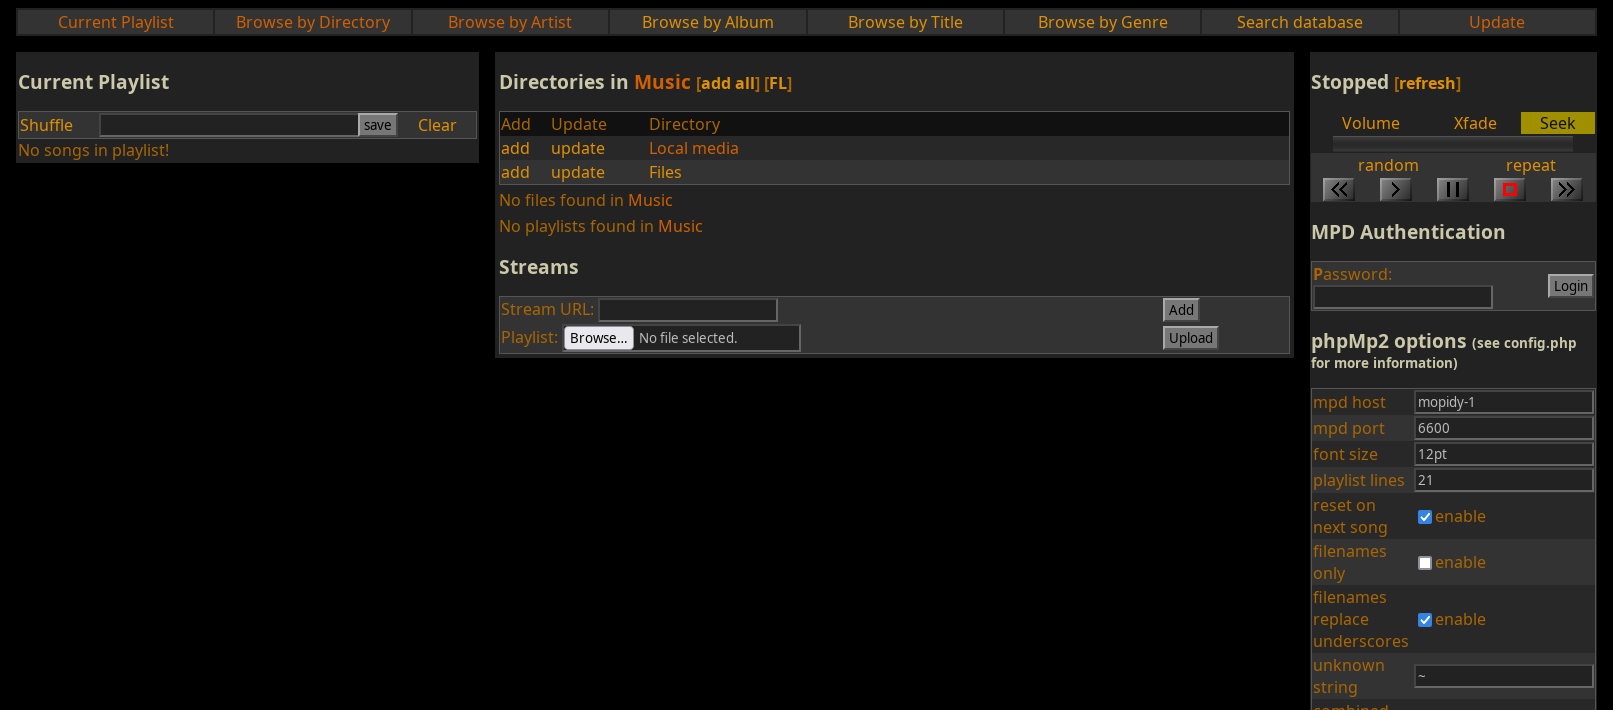 Current Playlist Browse by Directory Browse by Artist Browse by Album Browse by Title Browse by Genre Search database Update
Current Playlist
Shuffle save Clear
No songs in playlist!
Directories in Music [add all] [FL]
Add Update Directory
add update Local media
add update Files
No files found in Music
No playlists found in Music
Streams
Stream URL: Add
Playlist: Browse... No file selected. Upload
Stopped [refresh]
Volume Xfade Seek
random repeat
MPD Authentication
Password:
Login
phpMp2 options (see config.php
for more information)
mpd host mopidy-1
mpd port 6600
font size 12pt
playlist lines 21
reset on
next song enable
filenames
only enable
filenames
replace enable
underscores
unknown
string ~
combined